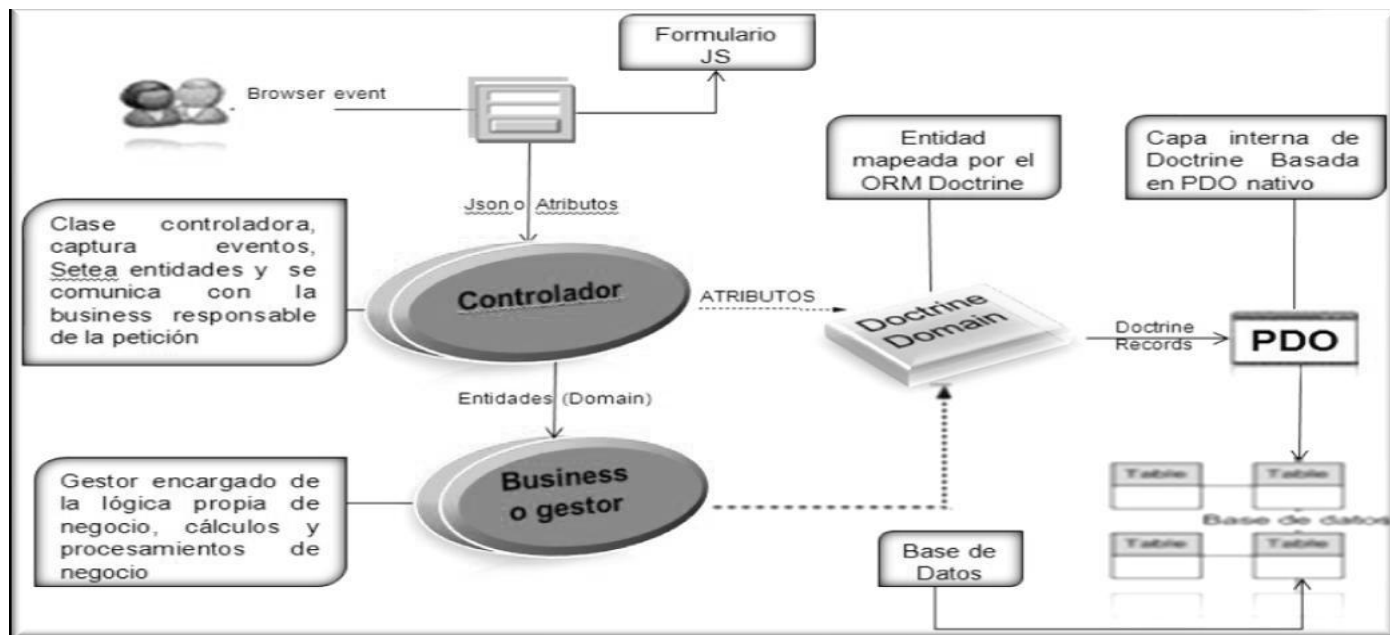 Formulario
JS
Browser event
Entidad
mapeada por el
ORM Doctrine
Capa interna de
Doctrine Basada
en PDO nativo
Json o Atributos
Clase controladora,
captura eventos,
Setea entidades y se
comunica con la
business responsable
de la petición
Controlador
ATRIBUTOS
Doctrine
Domain
Doctrine
Records
PDO
Entidades (Domain)
Gestor encargado de
la lógica propia de
negocio, cálculos y
procesamientos de
negocio
Business
o gestor
Table
Table
Base de datos
Table
Table
Base de
Datos